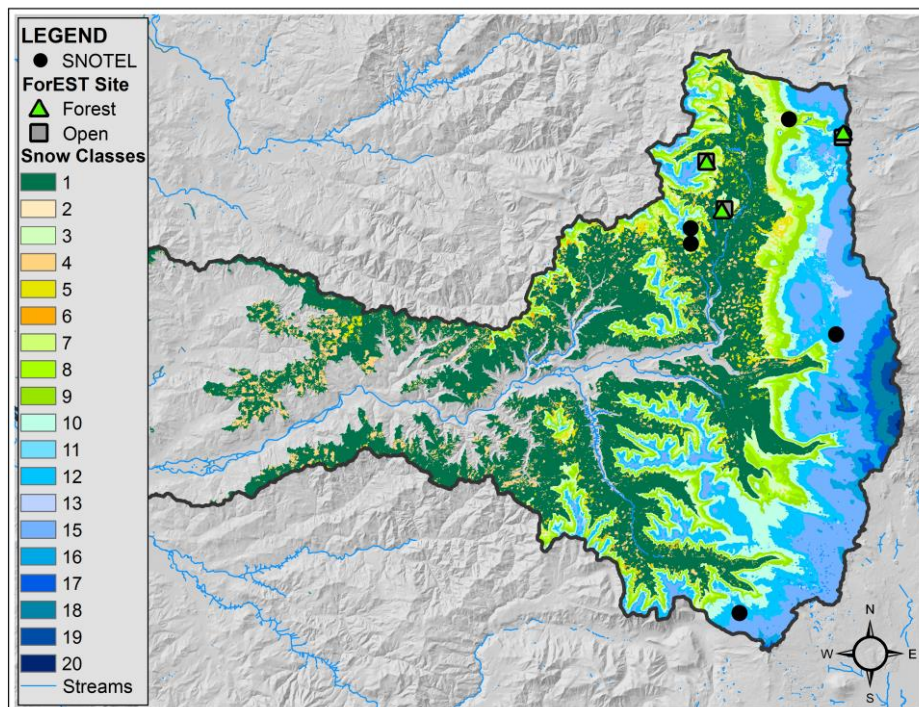 LEGEND
SNOTEL
ForEST Site
Forest
Open
Snow Classes
1
2
3
4
5
6
7
8
9
10
11
12
13
15
16
17
18
19
20
Streams
N
W E
S